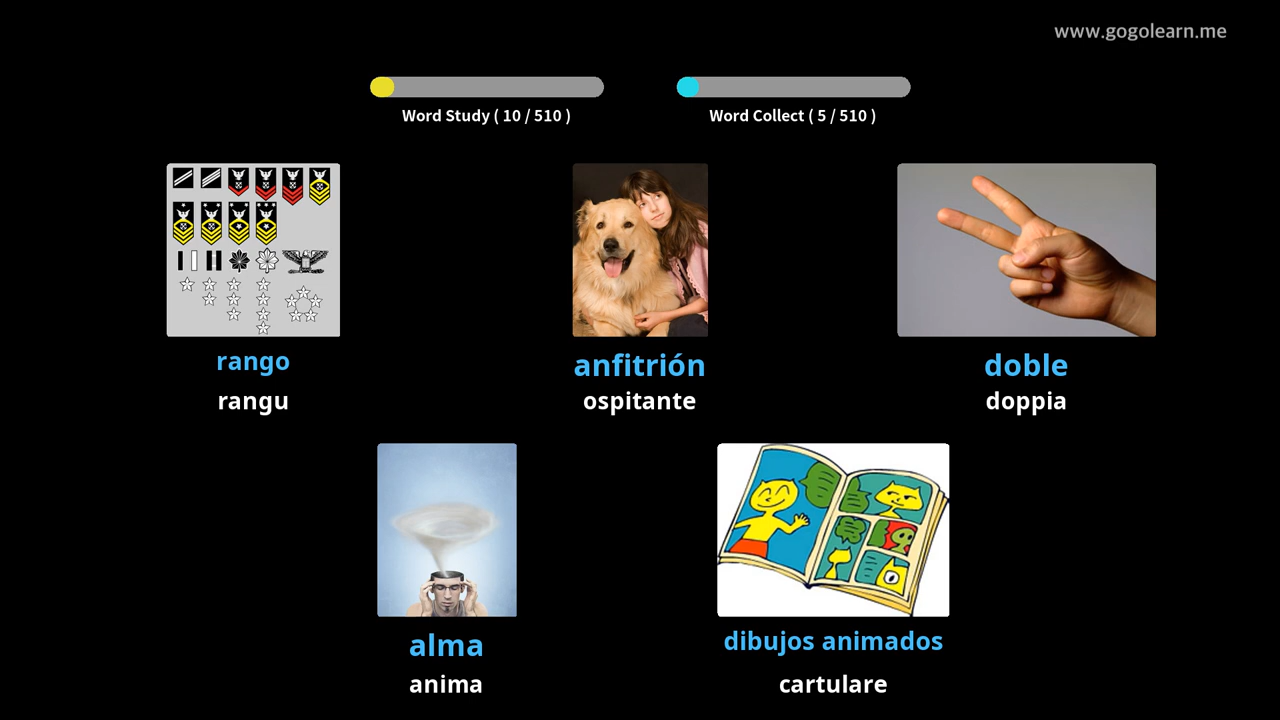 www.gogolearn.me
Word Study ( 10 / 510 )
Word Collect ( 5 / 510 )
rango
rangu
anfitrión
ospitante
doble
doppia
alma
anima
dibujos animados
cartulare